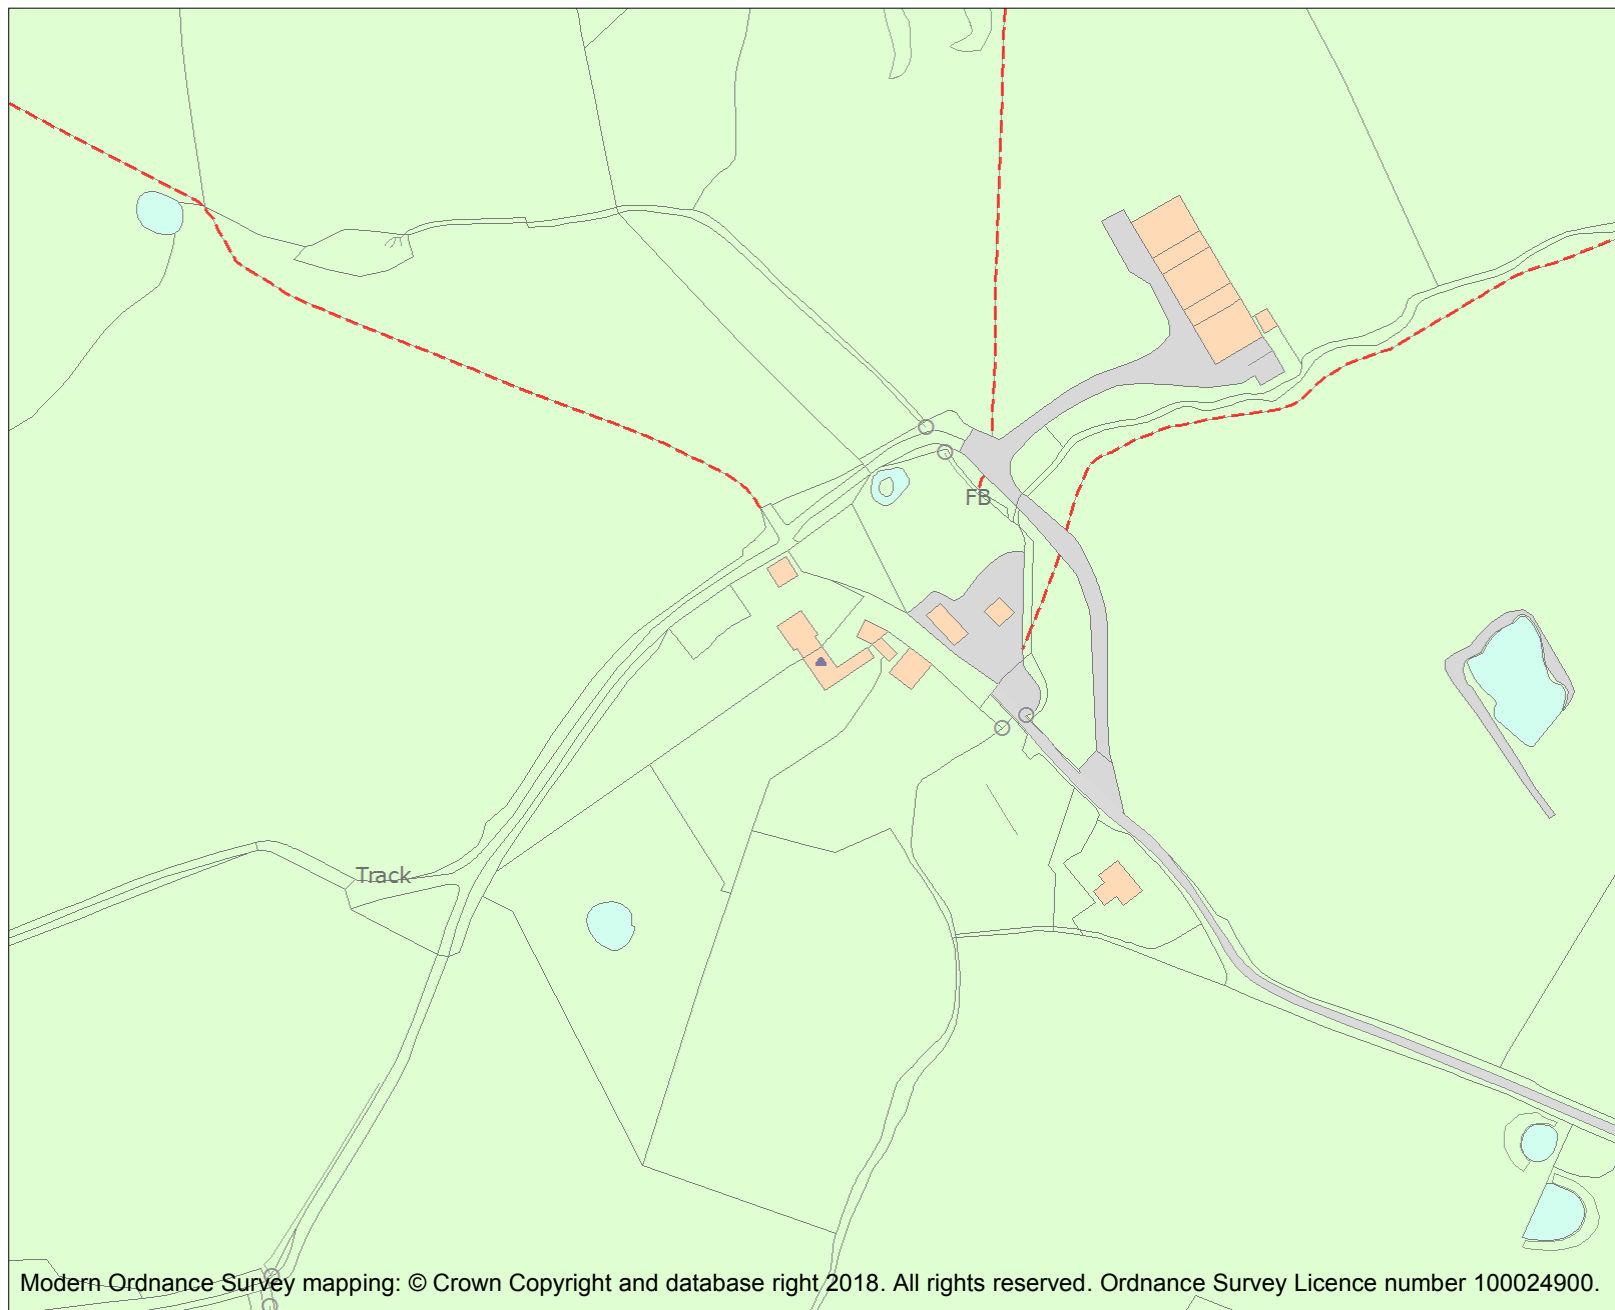 FB
Track
Modern Ordnance Survey mapping: © Crown Copyright and database right 2018. All rights reserved. Ordnance Survey Licence number 100024900.